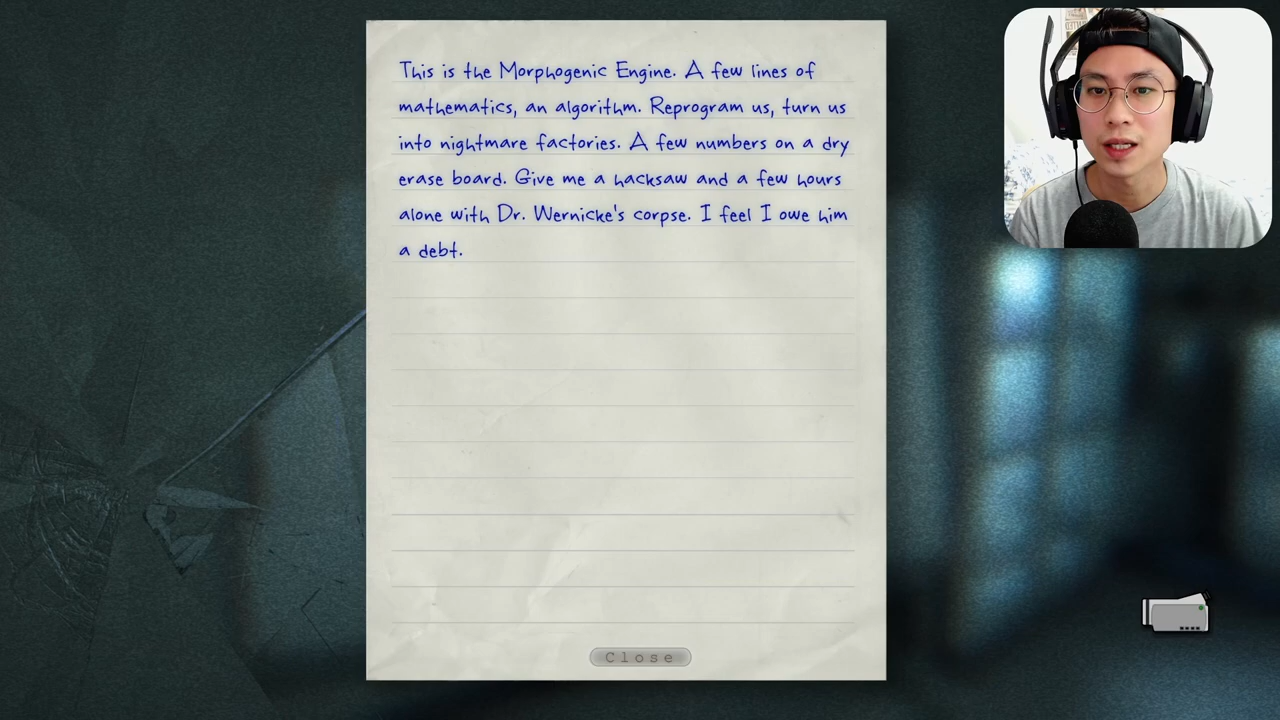 This is the Morphogenic Engine. A few lines of
mathematics, an algorithm. Reprogram us, turn us
into nightmare factories. A few numbers on a dry
erase board. Give me a hacksaw and a few hours
alone with Dr. Wernicke's corpse. I feel I owe him
a debt.
Close